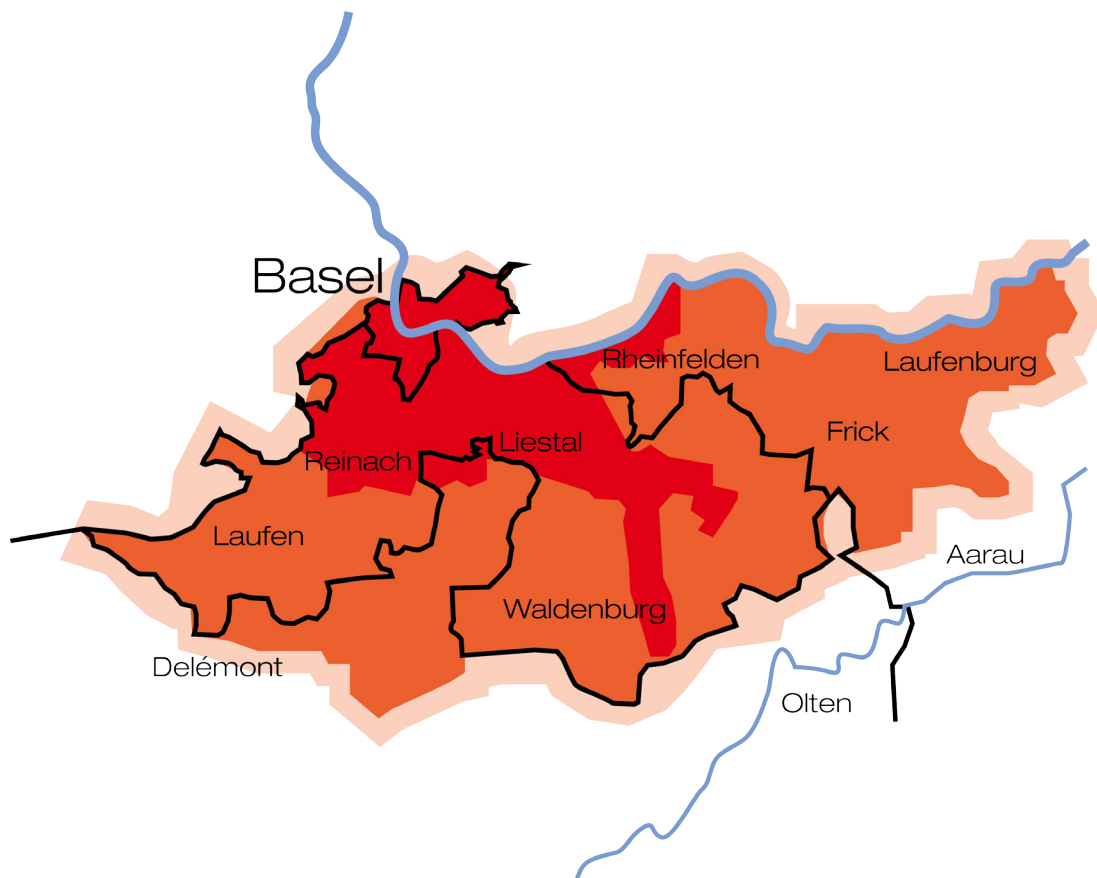 Basel
Rheinfelden
Laufenburg
Frick
Liestal
Reinach
Laufen
Aarau
Waldenburg
Delémont
Olten